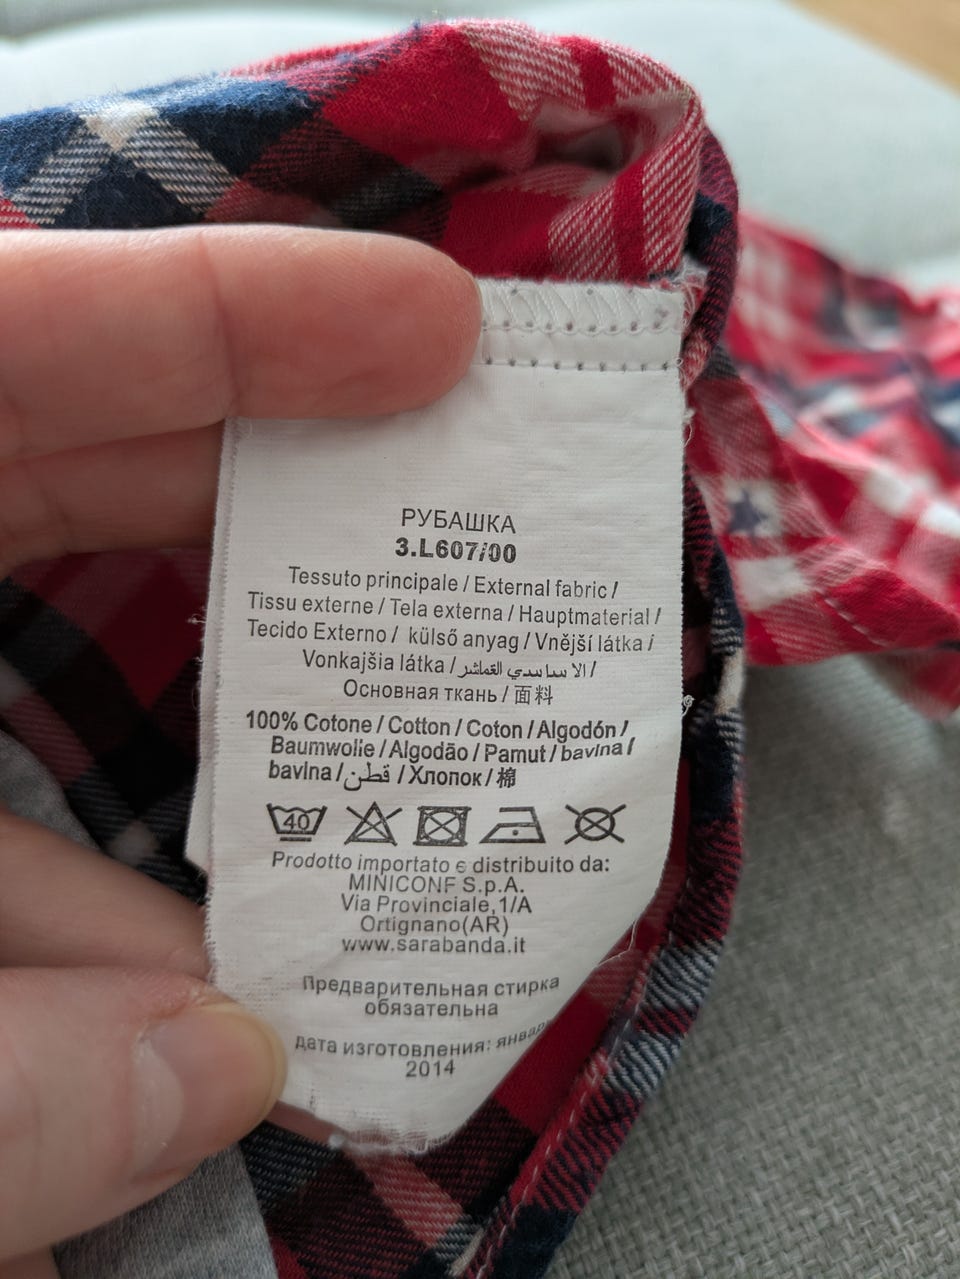 РУБАШКА
3.L607/00
Tessuto principale / External fabric /
Tissu externe / Tela externa / Hauptmaterial /
Tecido Externo / külső anyag / Vnější látka /
Vonkajšia látka / الا ساسدي القماشر /
Основная ткань / 面料
100% Cotone / Cotton / Coton / Algodón /
Baumwolle / Algodão / Pamut / bavlna /
bavlna / قطن / Хлопок / 棉
40
Prodotto importato e distribuito da:
MINICONF S.p.A.
Via Provinciale,1/A
Ortignano(AR)
www.sarabanda.it
Предварительная стирка
обязательна
дата изготовления:
2014